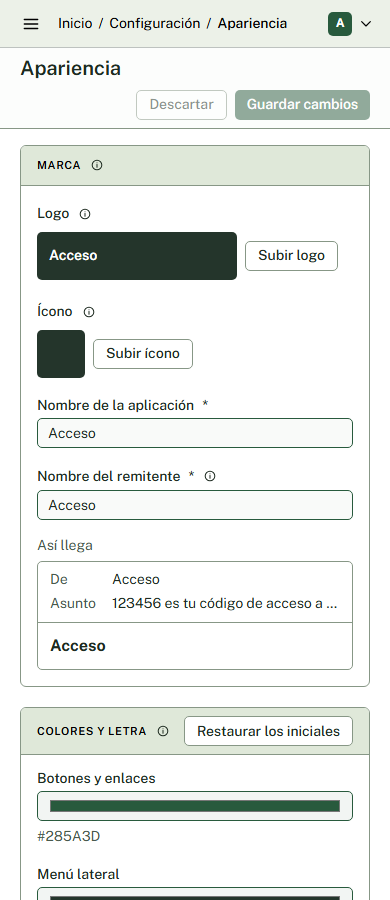 Inicio / Configuración / Apariencia
A
Apariencia
Descartar
Guardar cambios
MARCA
Logo
Acceso
Subir logo
Ícono
Subir ícono
Nombre de la aplicación *
Acceso
Nombre del remitente *
Acceso
Así llega
De Acceso
Asunto 123456 es tu código de acceso a ...
Acceso
COLORES Y LETRA
Restaurar los iniciales
Botones y enlaces
#285A3D
Menú lateral